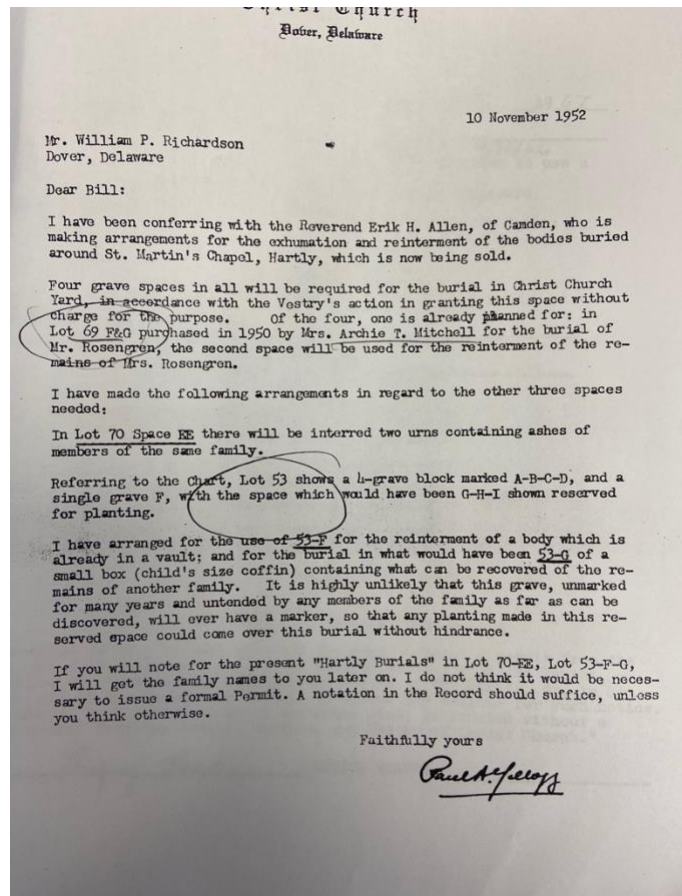 Christ Church
Dover, Delaware
10 November 1952
Mr. William P. Richardson
Dover, Delaware
Dear Bill:
I have been conferring with the Reverend Erik H. Allen, of Camden, who is
making arrangements for the exhumation and reinterment of the bodies buried
around St. Martin's Chapel, Hartly, which is now being sold.
Four grave spaces in all will be required for the burial in Christ Church
Yard, in accordance with the Vestry's action in granting this space without
charge for the purpose. Of the four, one is already planned for: in
Lot 69 F&G purchased in 1950 by Mrs. Archie T. Mitchell for the burial of
Mr. Rosengren, the second space will be used for the reinterment of the re-
mains of Mrs. Rosengren.
I have made the following arrangements in regard to the other three spaces
needed:
In Lot 70 Space EE there will be interred two urns containing ashes of
members of the same family.
Referring to the Chart, Lot 53 shows a 4-grave block marked A-B-C-D, and a
single grave F, with the space which would have been G-H-I shown reserved
for planting.
I have arranged for the use of 53-F for the reinterment of a body which is
already in a vault; and for the burial in what would have been 53-G of a
small box (child's size coffin) containing what can be recovered of the re-
mains of another family. It is highly unlikely that this grave, unmarked
for many years and untended by any members of the family as far as can be
discovered, will ever have a marker, so that any planting made in this re-
served space could come over this burial without hindrance.
If you will note for the present "Hartly Burials" in Lot 70-EE, Lot 53-F-G,
I will get the family names to you later on. I do not think it would be neces-
sary to issue a formal Permit. A notation in the Record should suffice, unless
you think otherwise.
Faithfully yours